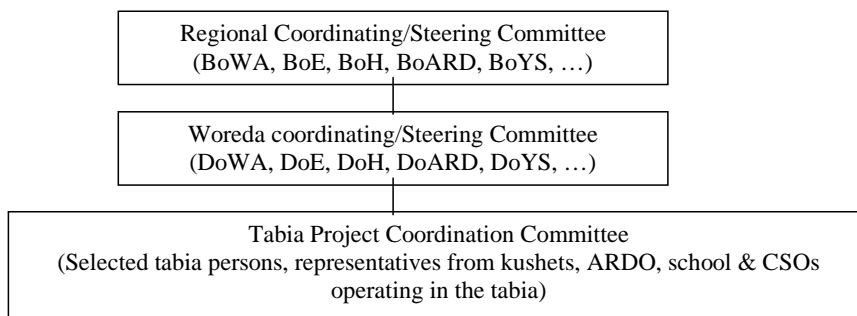 Regional Coordinating/Steering Committee
(BoWA, BoE, BoH, BoARD, BoYS, …)
Woreda coordinating/Steering Committee
(DoWA, DoE, DoH, DoARD, DoYS, …)
Tabia Project Coordination Committee
(Selected tabia persons, representatives from kushets, ARDO, school & CSOs
operating in the tabia)